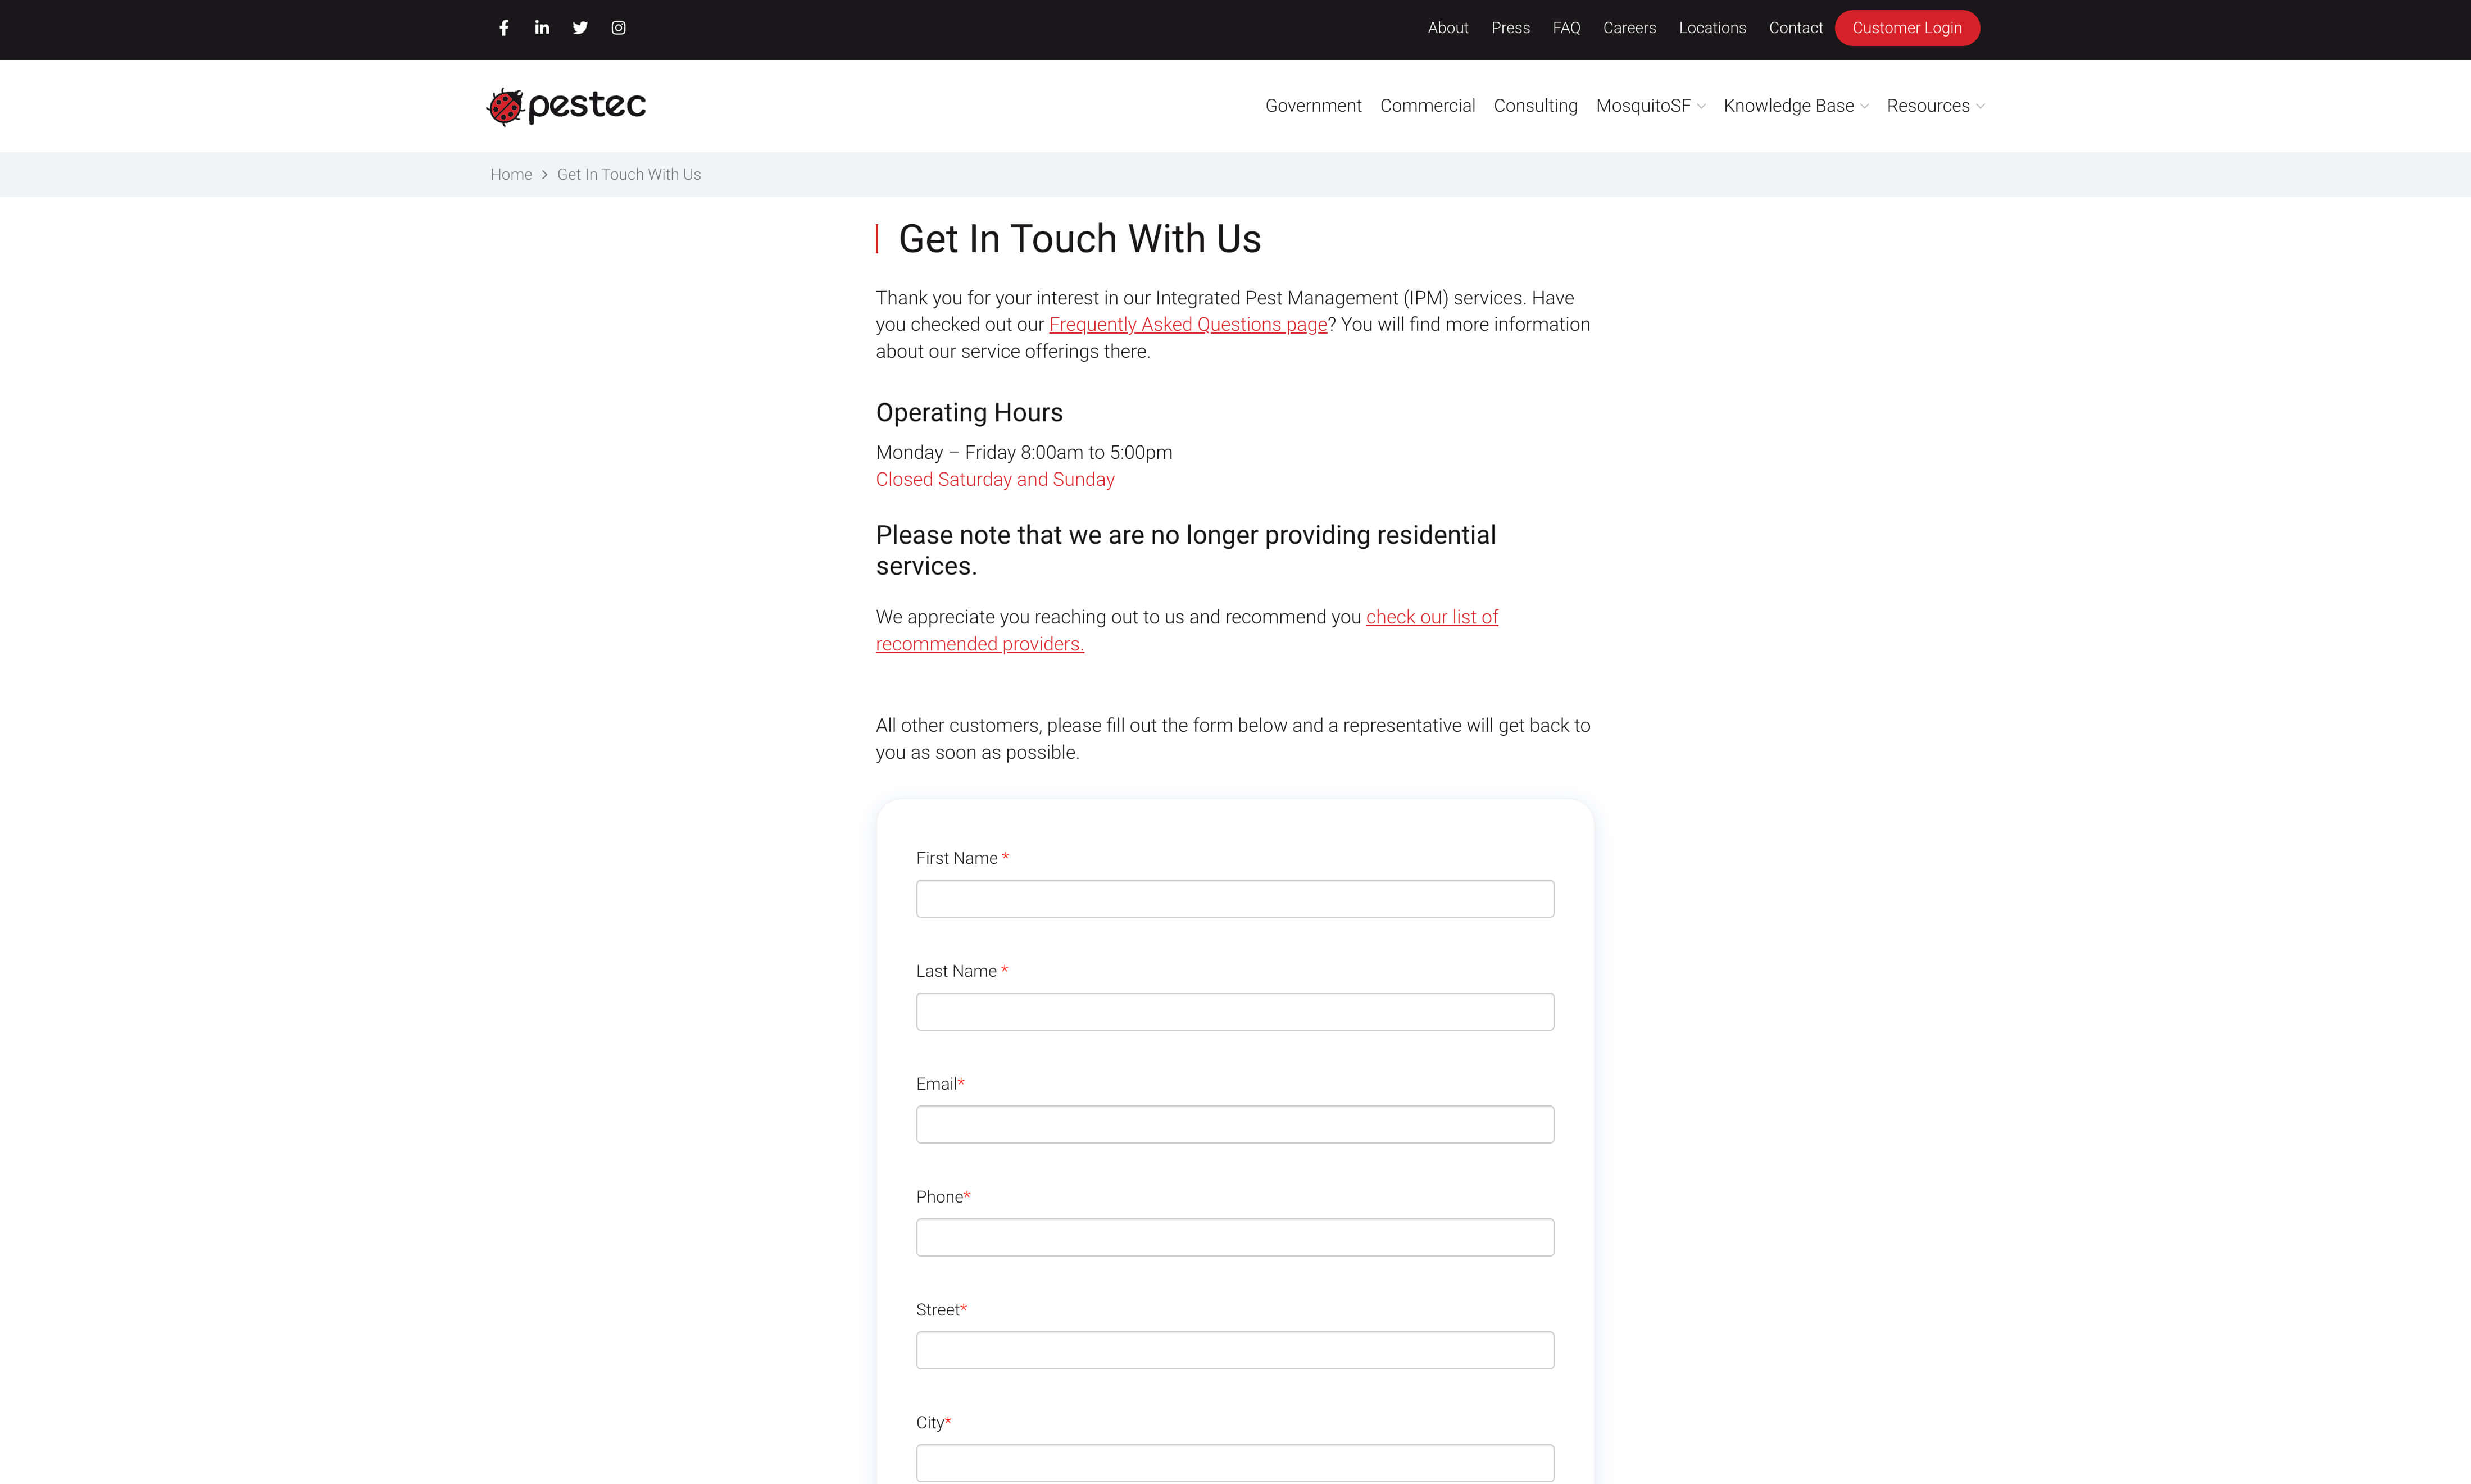 About Press FAQ Careers Locations Contact Customer Login
pestec
Government Commercial Consulting MosquitoSF Knowledge Base Resources
Home Get In Touch With Us
Get In Touch With Us
Thank you for your interest in our Integrated Pest Management (IPM) services. Have
you checked out our Frequently Asked Questions page? You will find more information
about our service offerings there.
Operating Hours
Monday – Friday 8:00am to 5:00pm
Closed Saturday and Sunday
Please note that we are no longer providing residential
services.
We appreciate you reaching out to us and recommend you check our list of
recommended providers.
All other customers, please fill out the form below and a representative will get back to
you as soon as possible.
First Name *
Last Name *
Email*
Phone*
Street*
City*